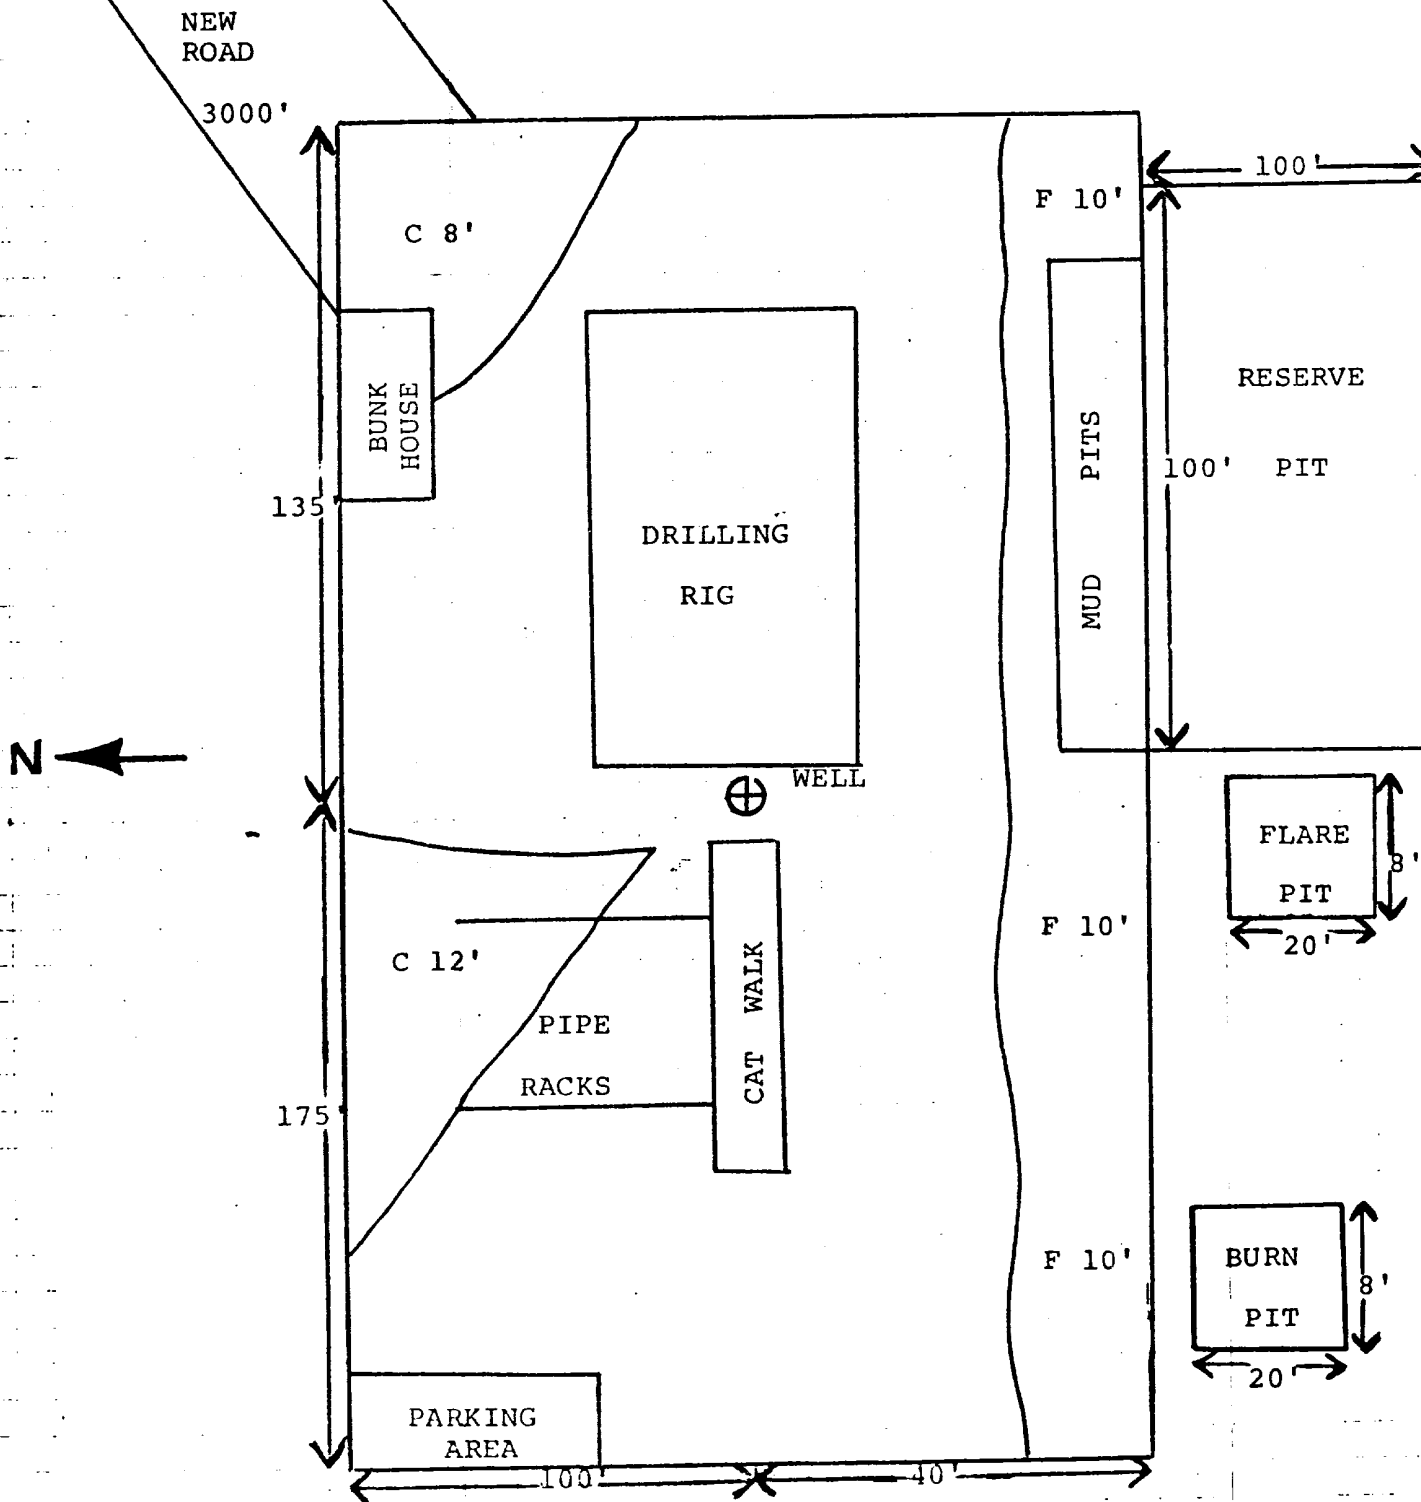 NEW
ROAD
3000'
100'
F 10'
C 8'
RESERVE
BUNK
HOUSE
MUD PITS
100' PIT
135'
DRILLING
RIG
N
WELL
FLARE
8'
PIT
F 10'
20'
C 12'
CAT WALK
PIPE
RACKS
175'
F 10'
BURN
8'
PIT
20'
PARKING
AREA
100'
40'